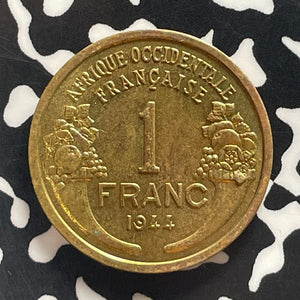 AFRIQUE OCCIDENTALE
FRANÇAISE
1
FRANC
1944